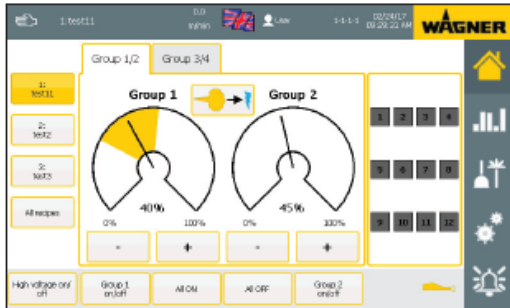 1:test11
0.0
m/min
User
1-1-1-1
02/24/17
09:29:21 AM
WAGNER
Group 1/2
Group 3/4
1:
test11
2:
test2
3:
test3
All recipes
Group 1
Group 2
40%
45%
0%
100%
0%
100%
-
+
-
+
1 2 3 4
5 6 7 8
9 10 11 12
High voltage on/
off
Group 1
on/off
All ON
All OFF
Group 2
on/off